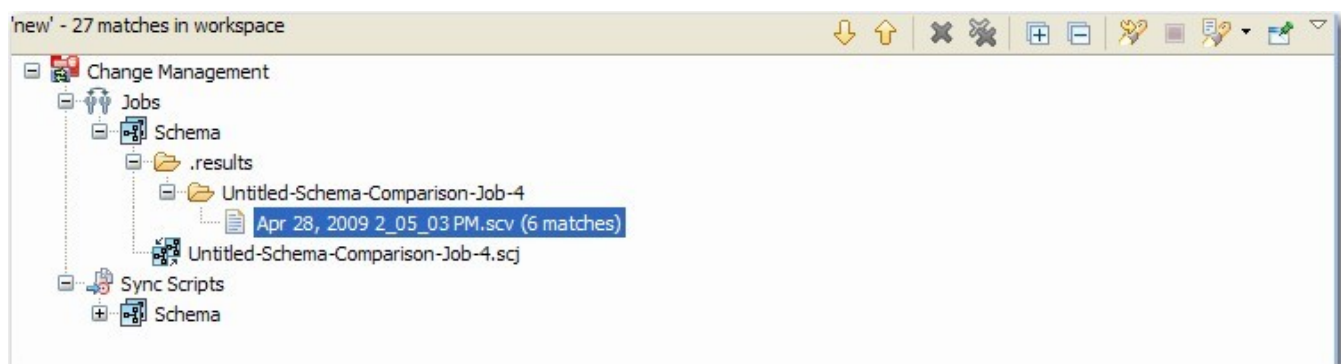 'new' - 27 matches in workspace
Change Management
Jobs
Schema
.results
Untitled-Schema-Comparison-Job-4
Apr 28, 2009 2_05_03 PM.scv (6 matches)
Untitled-Schema-Comparison-Job-4.scj
Sync Scripts
Schema